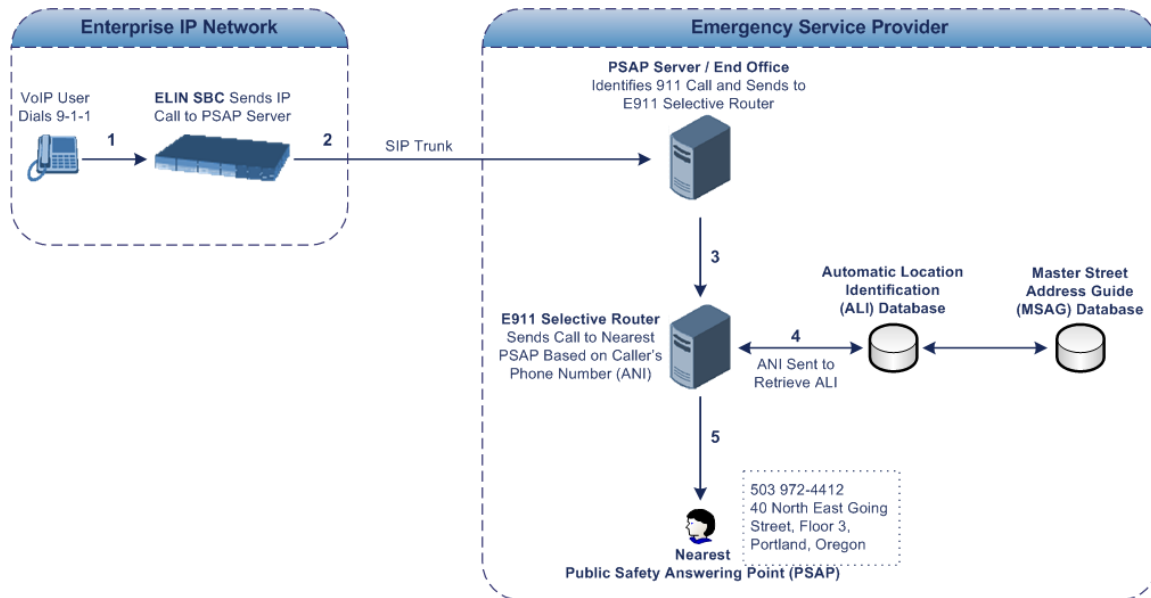 Enterprise IP Network
VoIP User
Dials 9-1-1
1
ELIN SBC Sends IP
Call to PSAP Server
2
SIP Trunk
Emergency Service Provider
PSAP Server / End Office
Identifies 911 Call and Sends to
E911 Selective Router
3
E911 Selective Router
Sends Call to Nearest
PSAP Based on Caller's
Phone Number (ANI)
4
ANI Sent to
Retrieve ALI
Automatic Location
Identification
(ALI) Database
Master Street
Address Guide
(MSAG) Database
5
503 972-4412
40 North East Going
Street, Floor 3,
Portland, Oregon
Nearest
Public Safety Answering Point (PSAP)